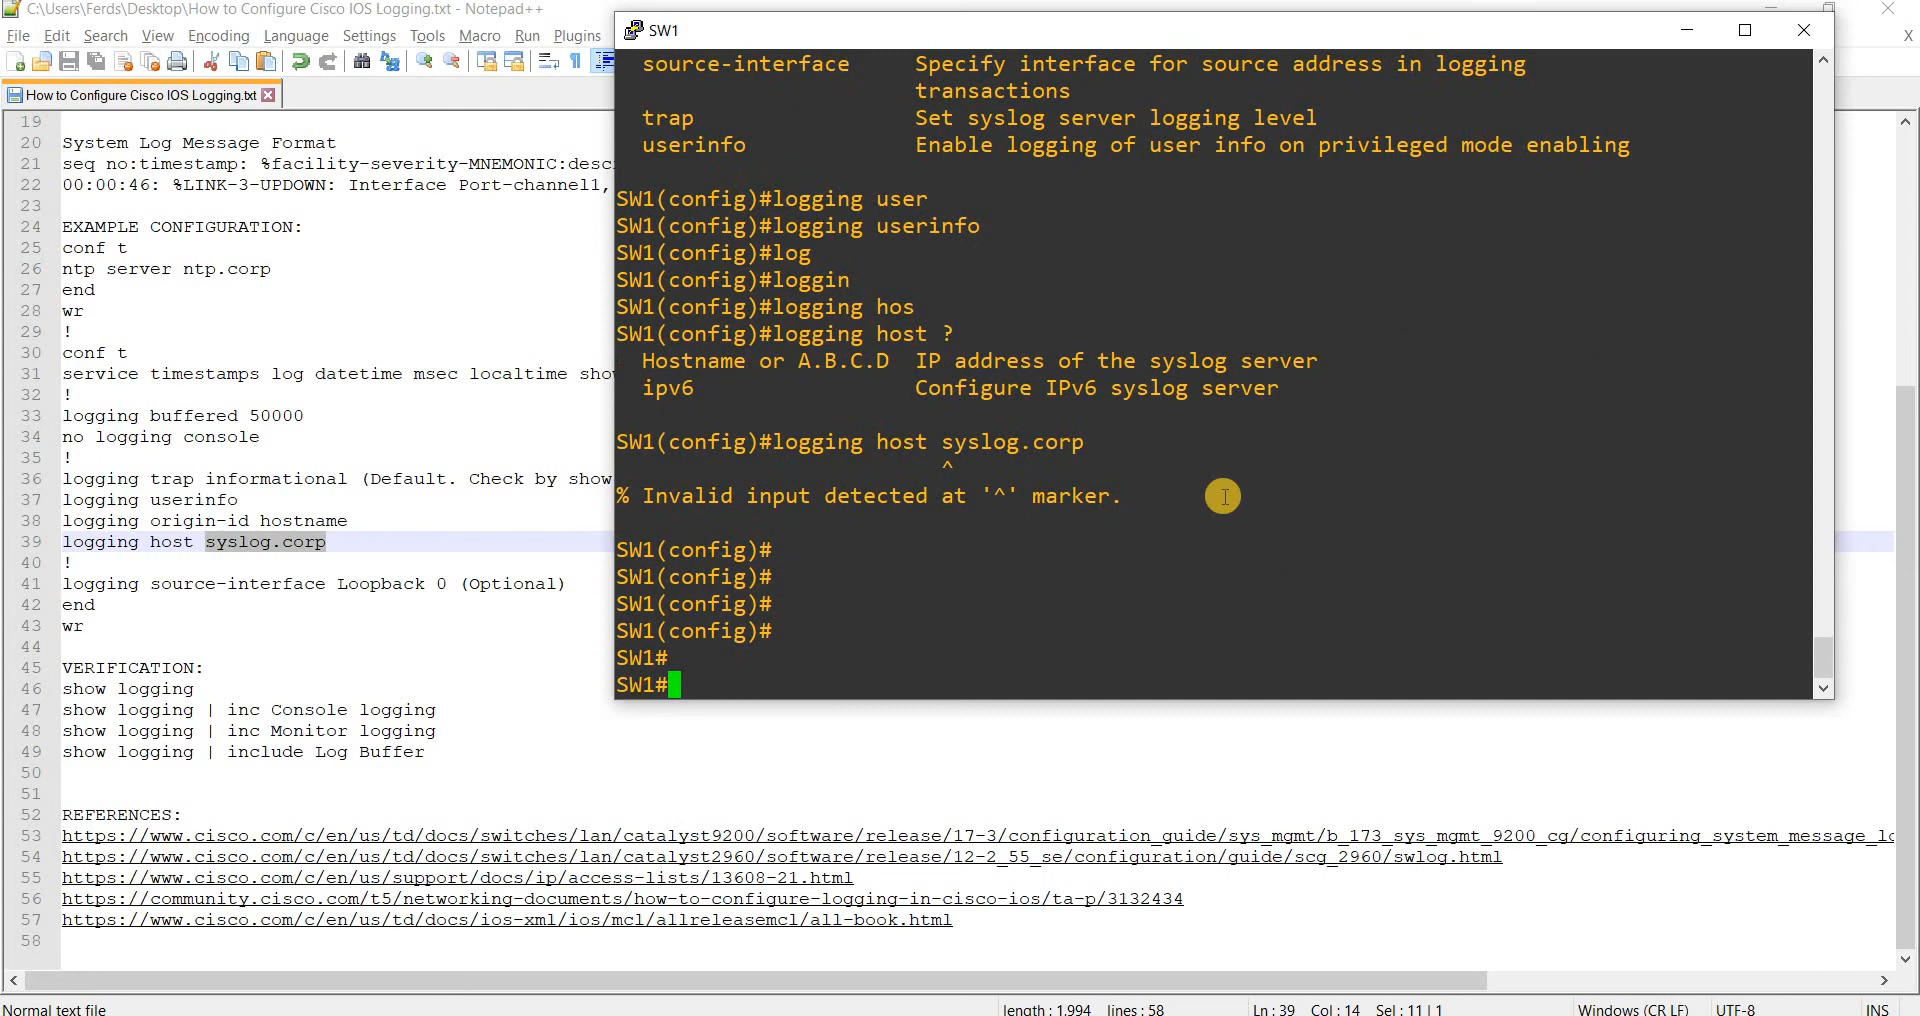 C:\Users\Ferds\Desktop\How to Configure Cisco IOS Logging.txt - Notepad++
File Edit Search View Encoding Language Settings Tools Macro Run Plugins
X
How to Configure Cisco IOS Logging.txt
19
20 System Log Message Format
21 seq no:timestamp: %facility-severity-MNEMONIC:desc
22 00:00:46: %LINK-3-UPDOWN: Interface Port-channel1,
23
24 EXAMPLE CONFIGURATION:
25 conf t
26 ntp server ntp.corp
27 end
28 wr
29 !
30 conf t
31 service timestamps log datetime msec localtime sho
32 !
33 logging buffered 50000
34 no logging console
35 !
36 logging trap informational (Default. Check by show
37 logging userinfo
38 logging origin-id hostname
39 logging host syslog.corp
40 !
41 logging source-interface Loopback 0 (Optional)
42 end
43 wr
44
45 VERIFICATION:
46 show logging
47 show logging | inc Console logging
48 show logging | inc Monitor logging
49 show logging | include Log Buffer
50
51
52 REFERENCES:
53 https://www.cisco.com/c/en/us/td/docs/switches/lan/catalyst9200/software/release/17-3/configuration_guide/sys_mgmt/b_173_sys_mgmt_9200_cg/configuring_system_message_lo
54 https://www.cisco.com/c/en/us/td/docs/switches/lan/catalyst2960/software/release/12-2_55_se/configuration/guide/scg_2960/swlog.html
55 https://www.cisco.com/c/en/us/support/docs/ip/access-lists/13608-21.html
56 https://community.cisco.com/t5/networking-documents/how-to-configure-logging-in-cisco-ios/ta-p/3132434
57 https://www.cisco.com/c/en/us/td/docs/ios-xml/ios/mcl/allreleasemcl/all-book.html
58
SW1
source-interface Specify interface for source address in logging
transactions
trap Set syslog server logging level
userinfo Enable logging of user info on privileged mode enabling
SW1(config)#logging user
SW1(config)#logging userinfo
SW1(config)#log
SW1(config)#loggin
SW1(config)#logging hos
SW1(config)#logging host ?
Hostname or A.B.C.D IP address of the syslog server
ipv6 Configure IPv6 syslog server
SW1(config)#logging host syslog.corp
^
% Invalid input detected at '^' marker.
SW1(config)#
SW1(config)#
SW1(config)#
SW1(config)#
SW1#
SW1#
Normal text file length : 1,994 lines : 58 Ln : 39 Col : 14 Sel : 11 | 1 Windows (CR LF) UTF-8 INS